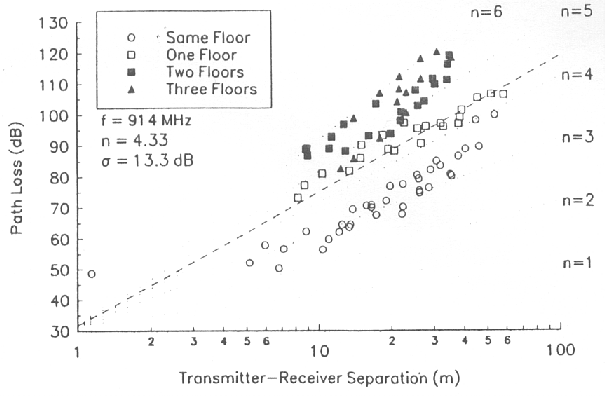 n=6
n=5
○ Same Floor
□ One Floor
■ Two Floors
▲ Three Floors
f = 914 MHz
n = 4.33
σ = 13.3 dB
n=4
n=3
n=2
n=1
Path Loss (dB)
130
120
110
100
90
80
70
60
50
40
30
1 2 3 4 5 6 10 2 3 4 5 6 100
Transmitter-Receiver Separation (m)